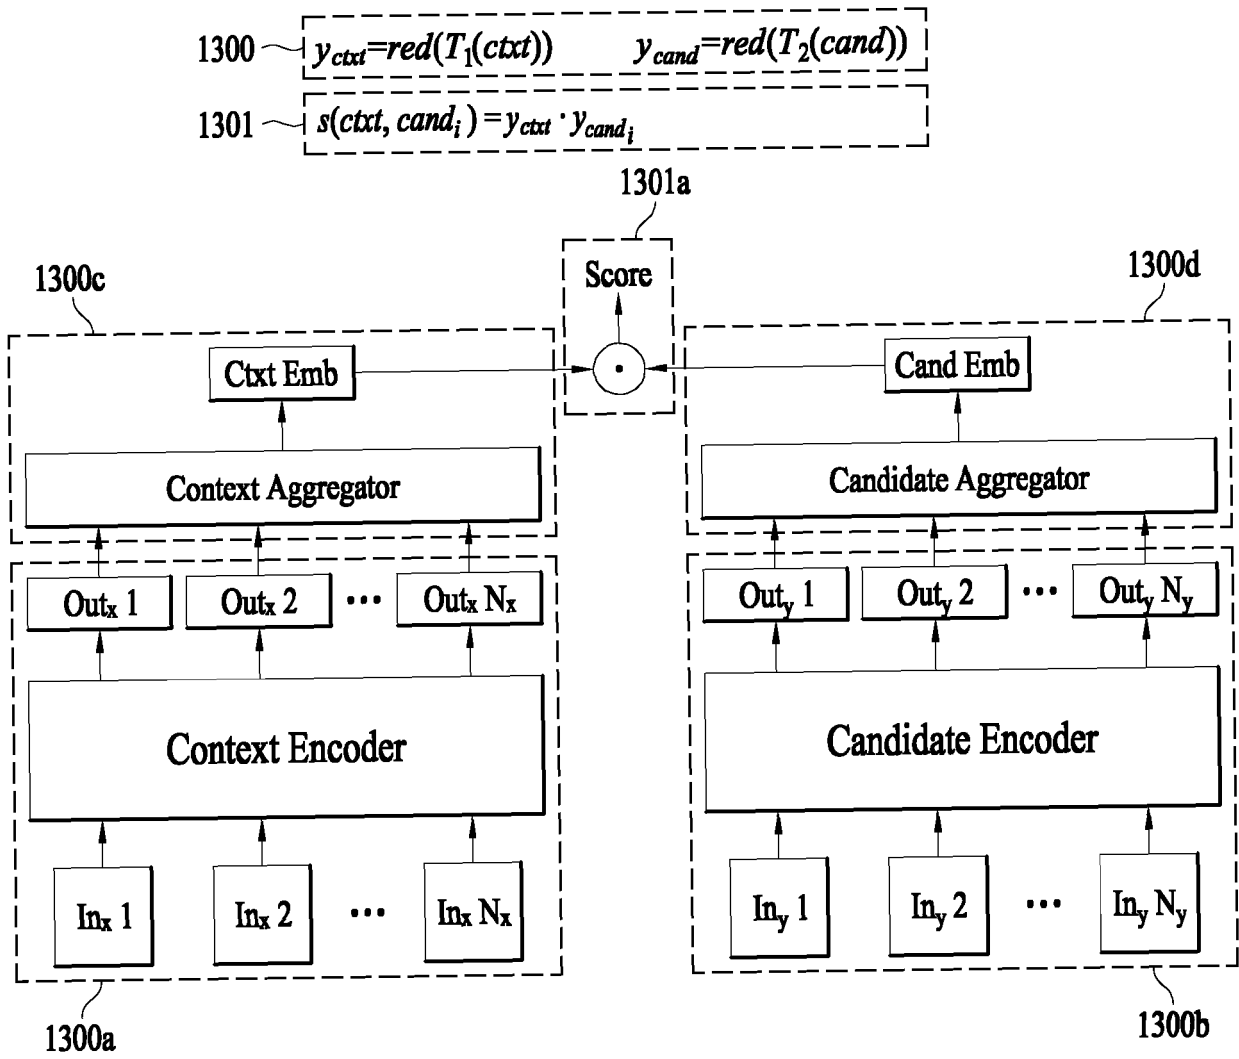 1300 y_ctxt=red(T_1(ctxt)) y_cand=red(T_2(cand))
1301 s(ctxt, cand_i)=y_ctxt · y_cand_i
1301a
Score
1300c
1300d
Ctxt Emb
Cand Emb
Context Aggregator
Candidate Aggregator
Out_x 1 Out_x 2 ••• Out_x N_x
Out_y 1 Out_y 2 ••• Out_y N_y
Context Encoder
Candidate Encoder
In_x 1 In_x 2 ••• In_x N_x
In_y 1 In_y 2 ••• In_y N_y
1300a
1300b